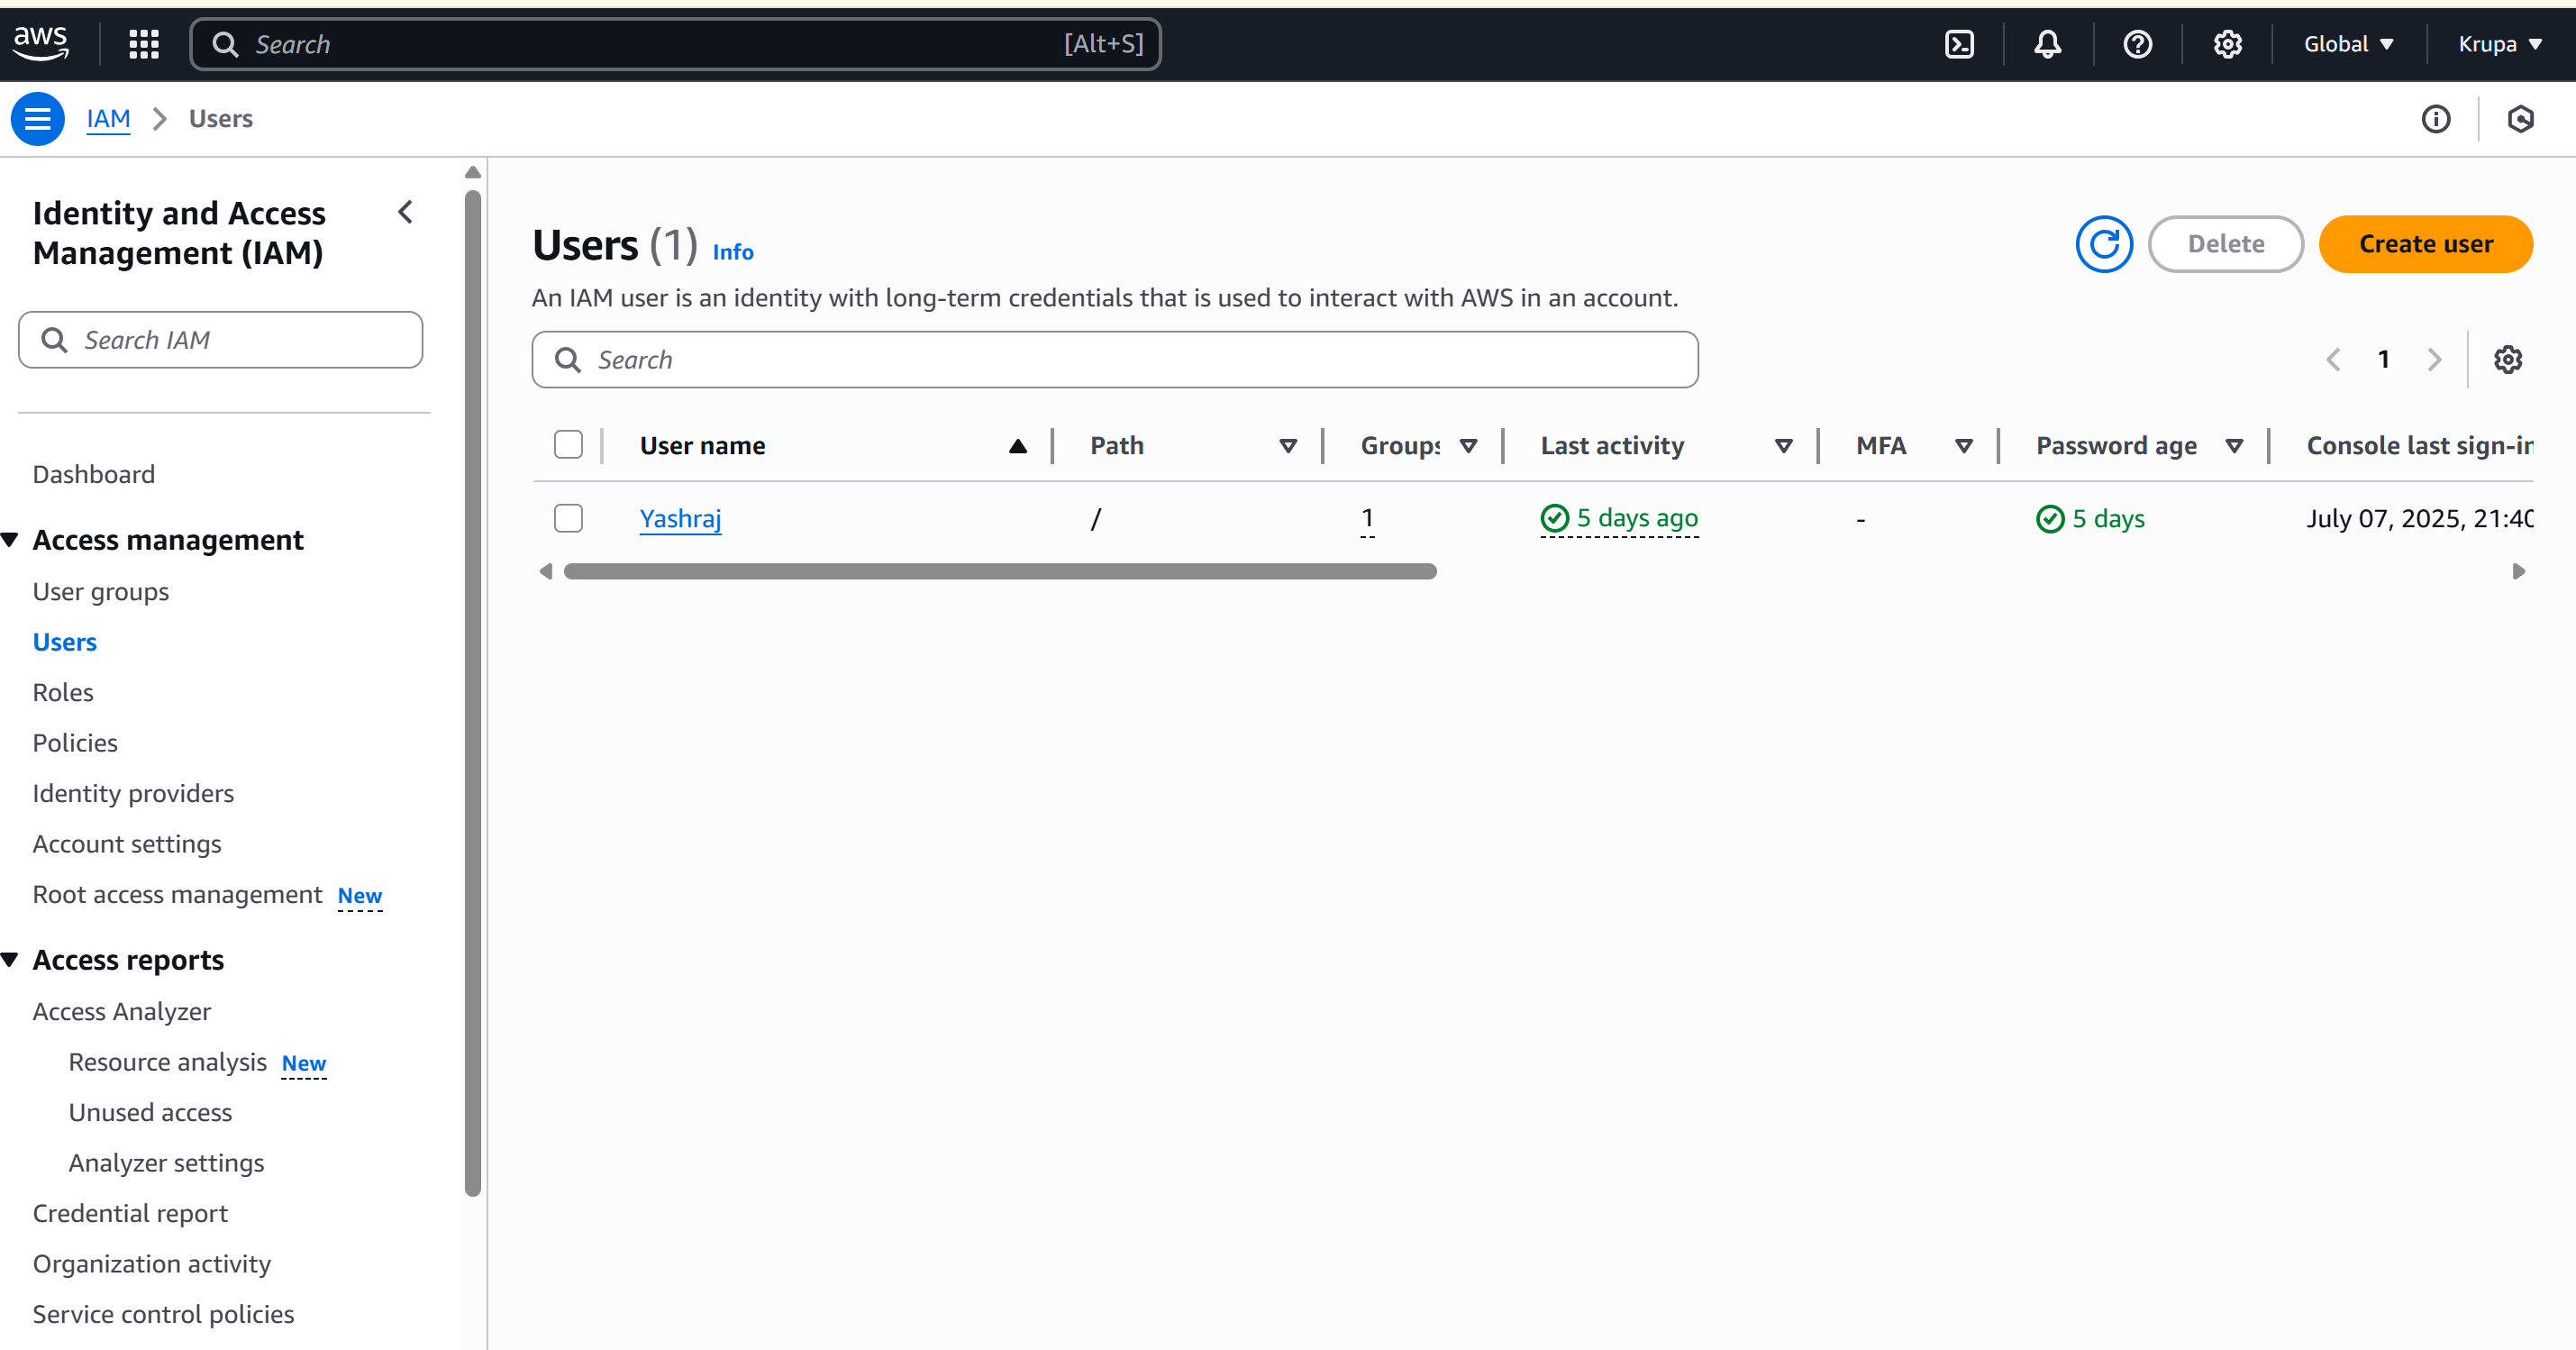 aws
Search [Alt+S] Global Krupa
IAM > Users
Identity and Access
Management (IAM)
Search IAM
Dashboard
Access management
User groups
Users
Roles
Policies
Identity providers
Account settings
Root access management New
Access reports
Access Analyzer
Resource analysis New
Unused access
Analyzer settings
Credential report
Organization activity
Service control policies
Users (1) Info
Delete
Create user
An IAM user is an identity with long-term credentials that is used to interact with AWS in an account.
Search
1
User name Path Groups Last activity MFA Password age Console last sign-in
Yashraj / 1 5 days ago - 5 days July 07, 2025, 21:40